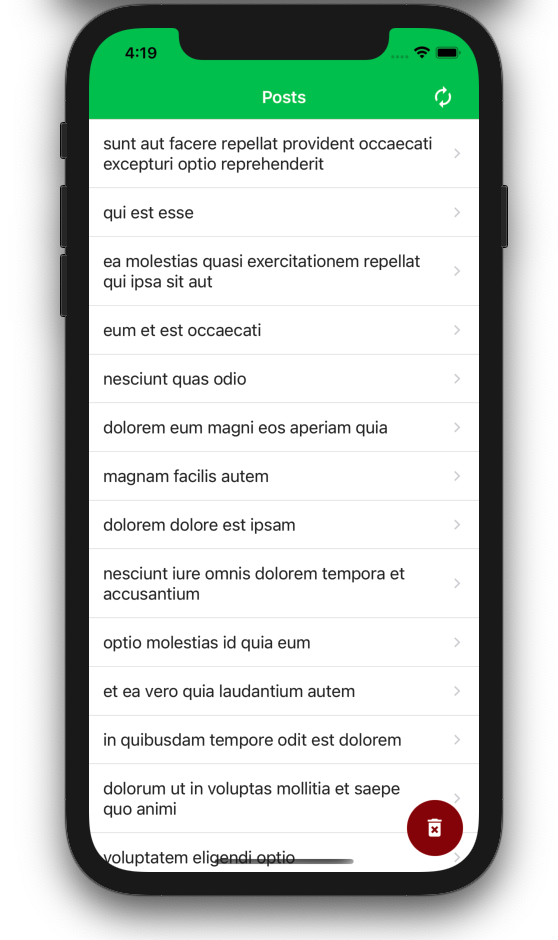 4:19
Posts
sunt aut facere repellat provident occaecati
excepturi optio reprehenderit
qui est esse
ea molestias quasi exercitationem repellat
qui ipsa sit aut
eum et est occaecati
nesciunt quas odio
dolorem eum magni eos aperiam quia
magnam facilis autem
dolorem dolore est ipsam
nesciunt iure omnis dolorem tempora et
accusantium
optio molestias id quia eum
et ea vero quia laudantium autem
in quibusdam tempore odit est dolorem
dolorum ut in voluptas mollitia et saepe
quo animi
voluptatem eligendi optio